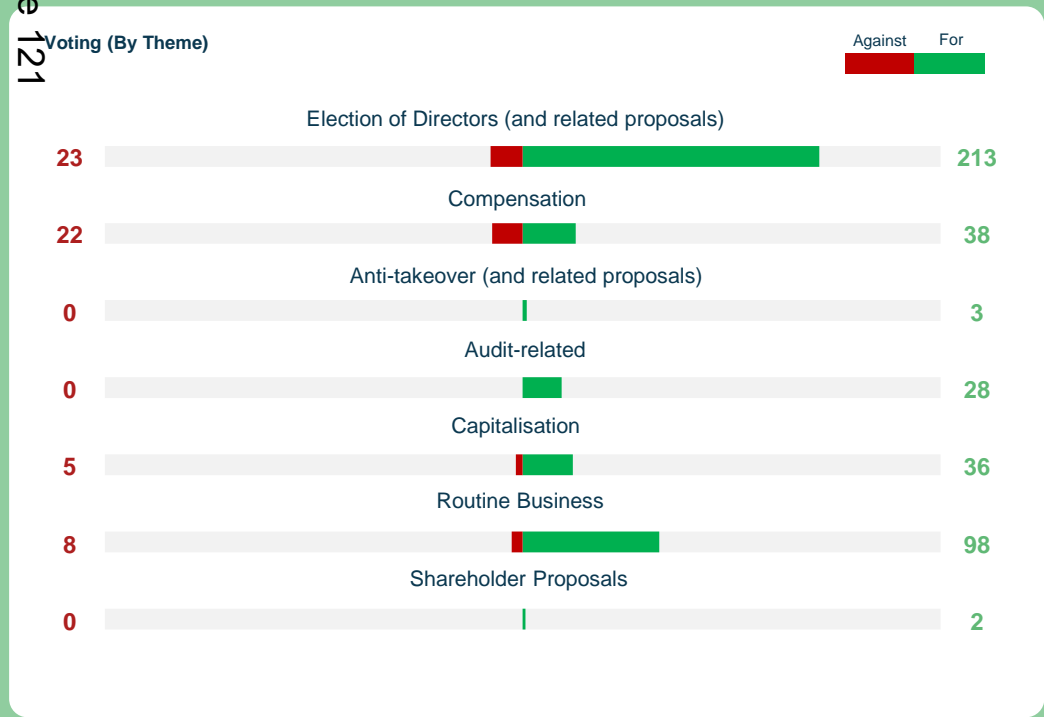 e 121
Voting (By Theme)
Against For
Election of Directors (and related proposals)
23 213
Compensation
22 38
Anti-takeover (and related proposals)
0 3
Audit-related
0 28
Capitalisation
5 36
Routine Business
8 98
Shareholder Proposals
0 2